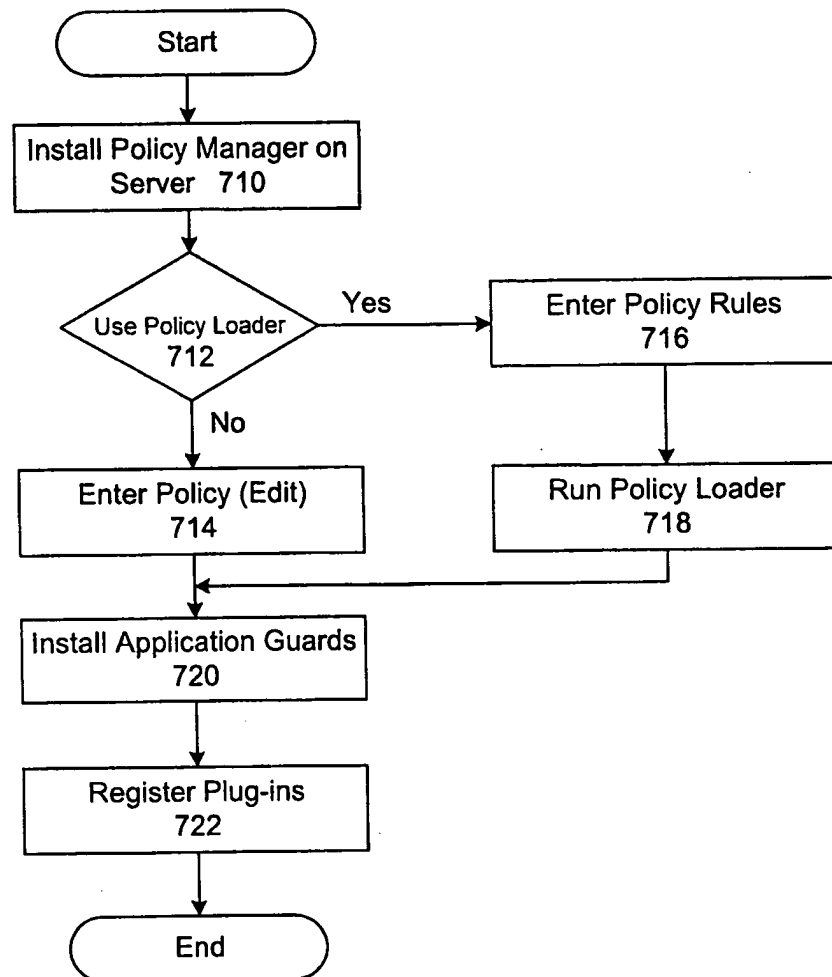 Start
Install Policy Manager on
Server 710
Use Policy Loader
712
Yes
No
Enter Policy Rules
716
Enter Policy (Edit)
714
Run Policy Loader
718
Install Application Guards
720
Register Plug-ins
722
End